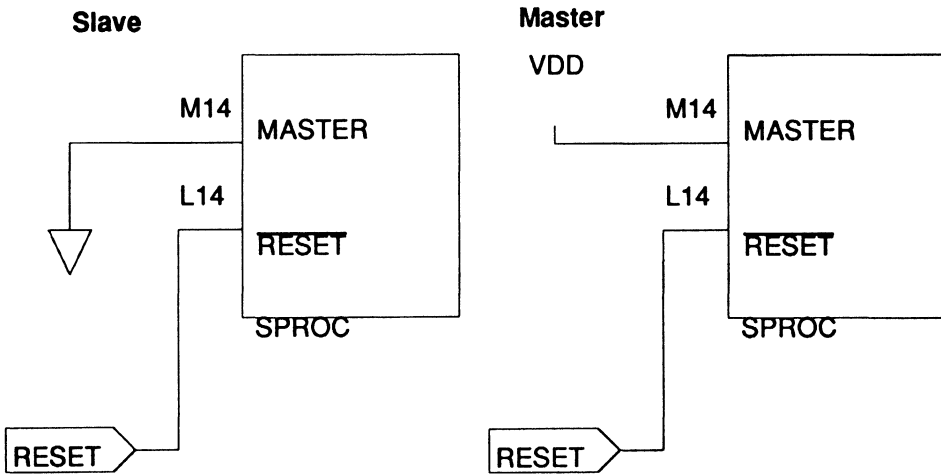 Slave
M14
MASTER
L14
RESET
SPROC
RESET
Master
VDD
M14
MASTER
L14
RESET
SPROC
RESET